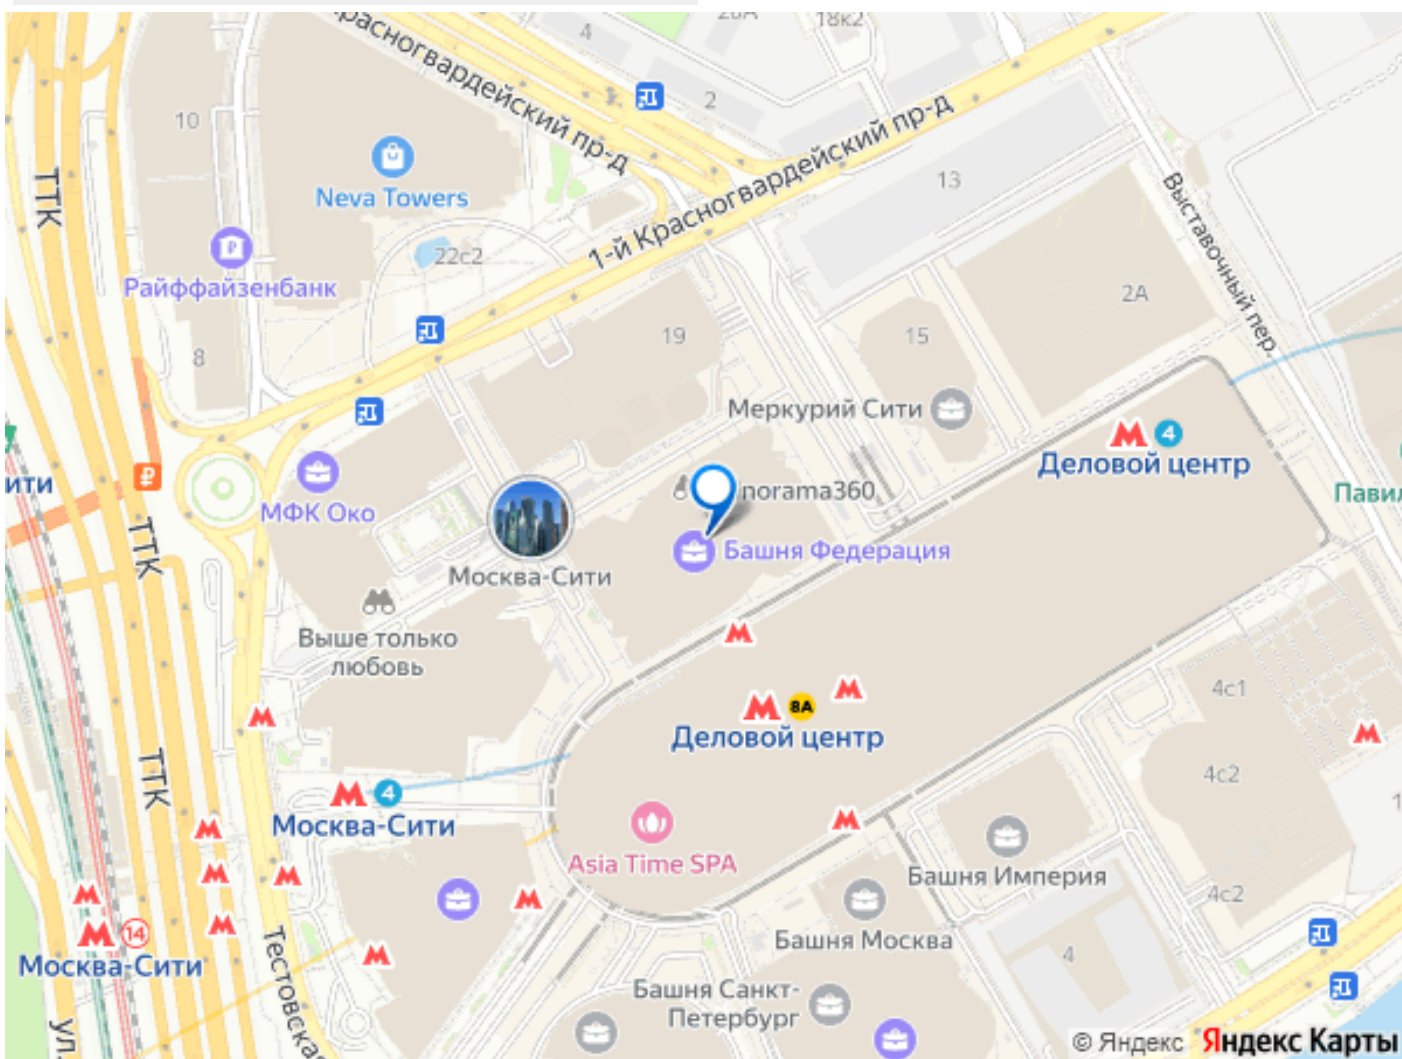 Красногвардейский пр-д
20А
18к2
4
2
10
ТТК
Neva Towers
1-й Красногвардейский пр-д
13
Выставочный пер.
22с2
Райффайзенбанк
2А
19
15
8
Меркурий Сити
4
Деловой центр
ити
МФК Око
norama360
Павил
Москва-Сити
Башня Федерация
ТТК
Выше только
любовь
8А
Деловой центр
4с1
4с2
ТТК
4
Москва-Сити
Asia Time SPA
Башня Империя
4с2
14
Москва-Сити
Тестовская
Башня Москва
4
Башня Санкт-
Петербург
ул.
1
© Яндекс Яндекс Карты